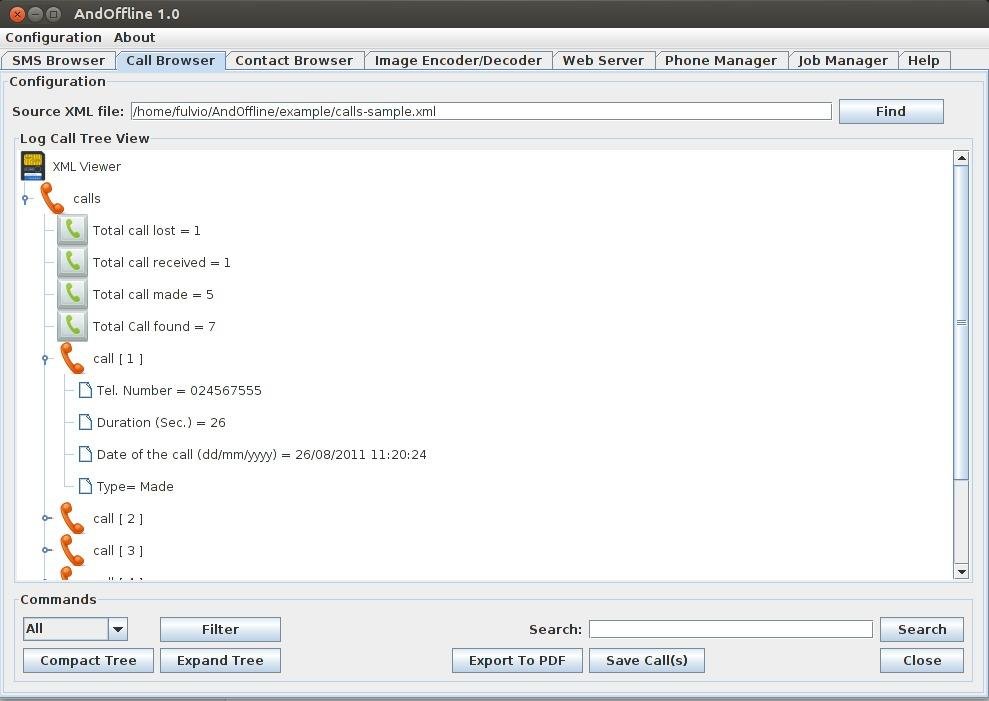 AndOffline 1.0
Configuration About
SMS Browser Call Browser Contact Browser Image Encoder/Decoder Web Server Phone Manager Job Manager Help
Configuration
Source XML file: /home/fulvio/AndOffline/example/calls-sample.xml Find
Log Call Tree View
XML Viewer
calls
Total call lost = 1
Total call received = 1
Total call made = 5
Total Call found = 7
call [ 1 ]
Tel. Number = 024567555
Duration (Sec.) = 26
Date of the call (dd/mm/yyyy) = 26/08/2011 11:20:24
Type= Made
call [ 2 ]
call [ 3 ]
Commands
All Filter Search: Search
Compact Tree Expand Tree Export To PDF Save Call(s) Close